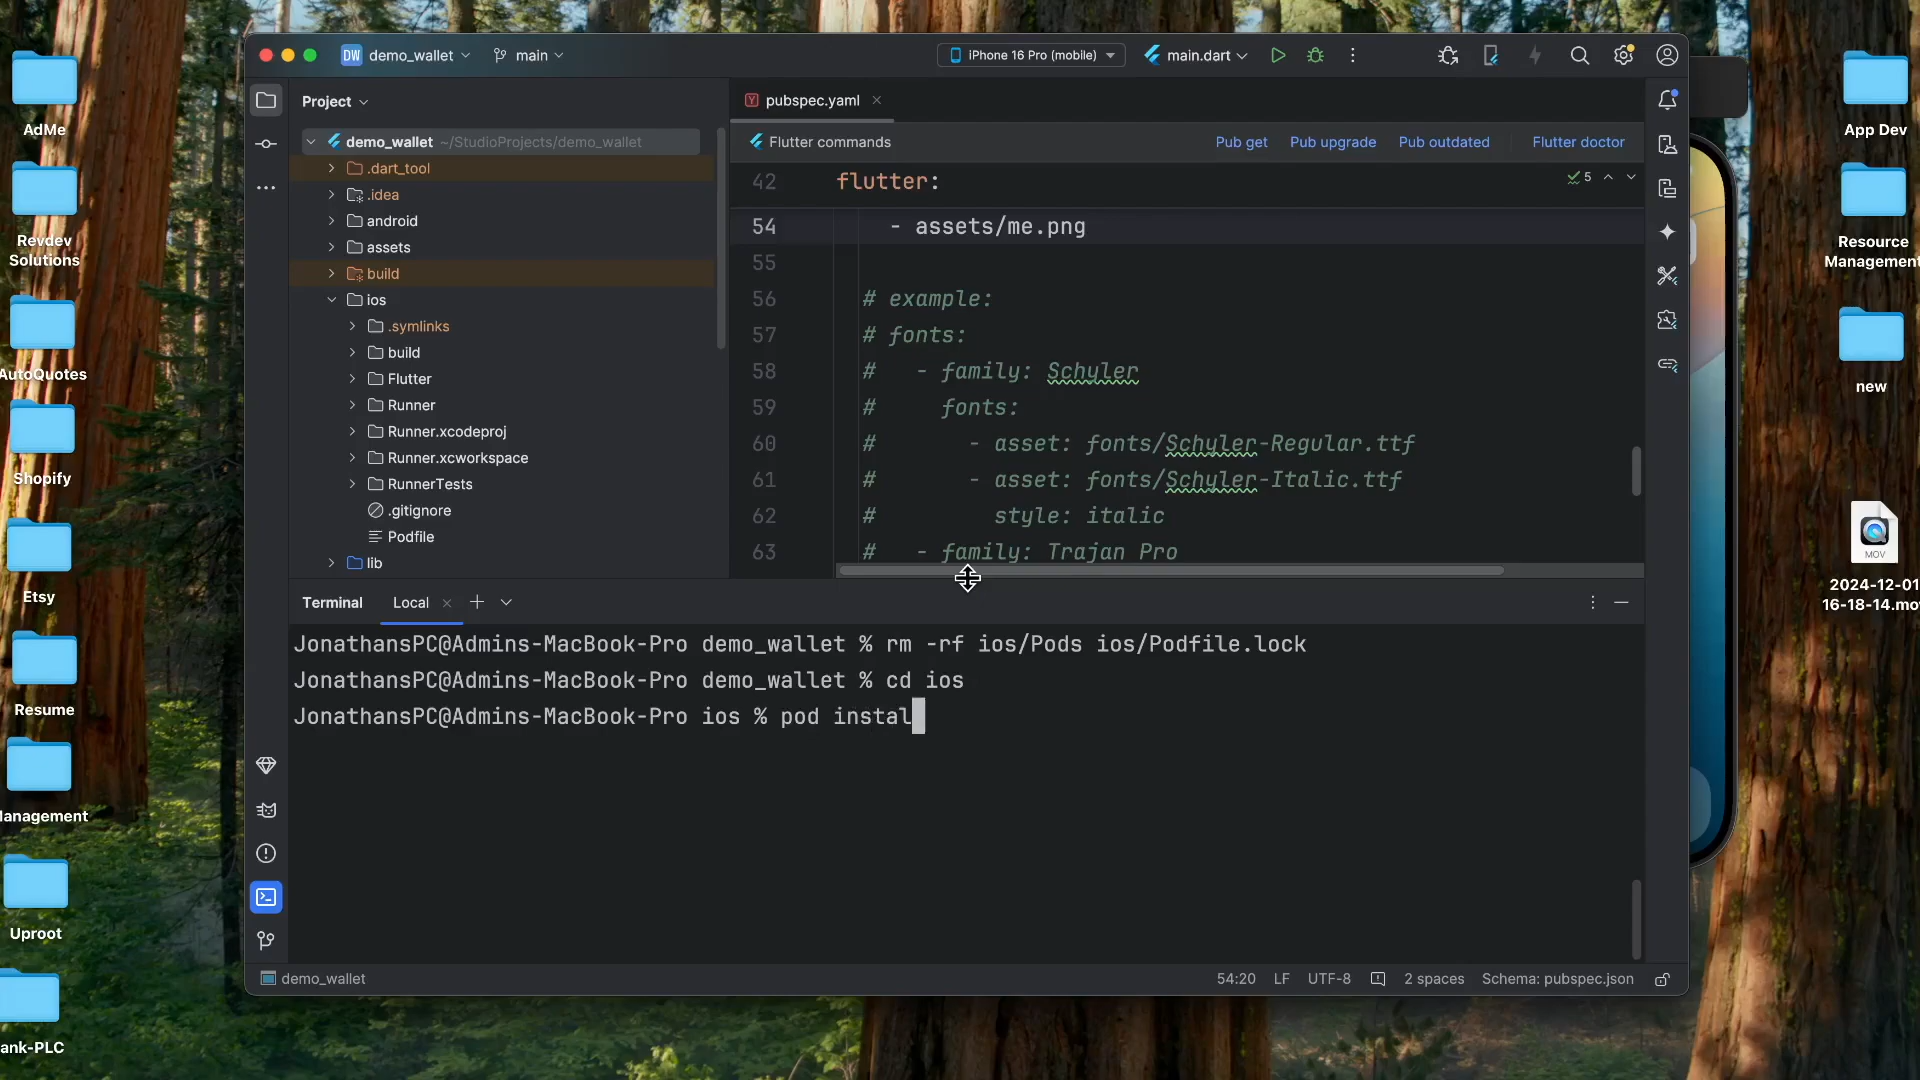 AdMe
Revdev
Solutions
AutoQuotes
Shopify
Etsy
Resume
Management
Uproot
ank-PLC
DW demo_wallet
main
iPhone 16 Pro (mobile)
main.dart
Project
pubspec.yaml
demo_wallet ~/StudioProjects/demo_wallet
.dart_tool
.idea
android
assets
build
ios
.symlinks
build
Flutter
Runner
Runner.xcodeproj
Runner.xcworkspace
RunnerTests
.gitignore
Podfile
lib
Flutter commands
Pub get
Pub upgrade
Pub outdated
Flutter doctor
42 flutter:
5
54 - assets/me.png
55
56 # example:
57 # fonts:
58 # - family: Schyler
59 # fonts:
60 # - asset: fonts/Schyler-Regular.ttf
61 # - asset: fonts/Schyler-Italic.ttf
62 # style: italic
63 # - family: Trajan Pro
Terminal
Local
JonathansPC@Admins-MacBook-Pro demo_wallet % rm -rf ios/Pods ios/Podfile.lock
JonathansPC@Admins-MacBook-Pro demo_wallet % cd ios
JonathansPC@Admins-MacBook-Pro ios % pod instal
demo_wallet
54:20
LF
UTF-8
2 spaces
Schema: pubspec.json
App Dev
Resource
Management
new
MOV
2024-12-01
16-18-14.mov